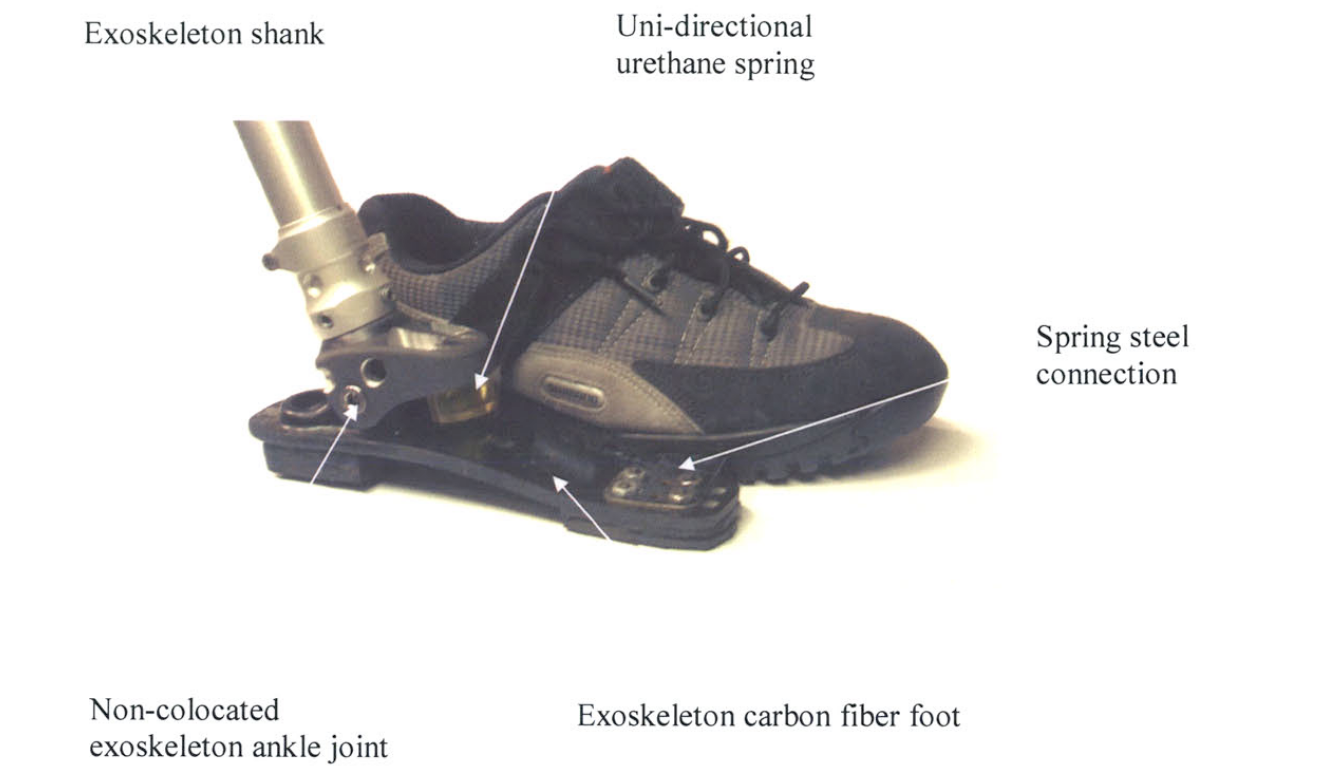 Exoskeleton shank
Uni-directional
urethane spring
Spring steel
connection
Non-colocated
exoskeleton ankle joint
Exoskeleton carbon fiber foot